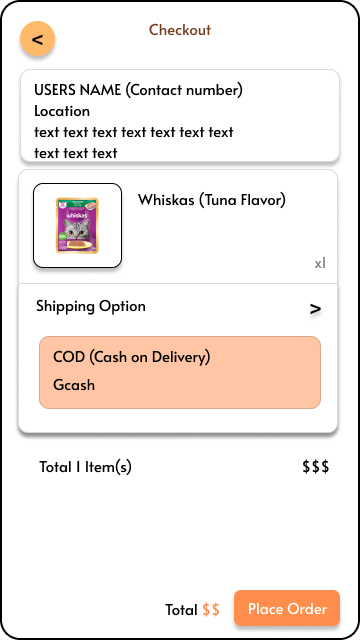 Checkout
<
USERS NAME (Contact number)
Location
text text text text text text text
text text text
whiskas
Whiskas (Tuna Flavor)
x1
Shipping Option
>
COD (Cash on Delivery)
Gcash
Total 1 Item(s)
$$$
Total $$
Place Order